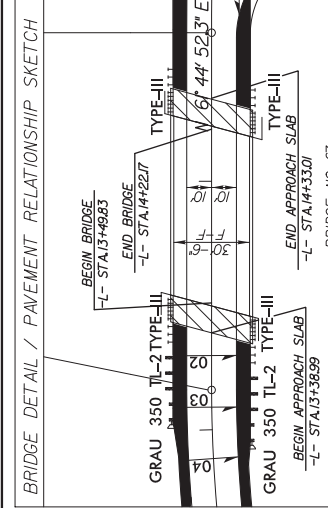 BRIDGE DETAIL / PAVEMENT RELATIONSHIP SKETCH
BEGIN BRIDGE
-L- STA.13+49.83
END BRIDGE
-L- STA.14+22.17
GRAU 350 TL-2 TYPE-III
TYPE-III
04
03
02
30'-6"
F-F
10'
10'
6° 44' 52.3" E
GRAU 350 TL-2
TYPE-III
TYPE-III
BEGIN APPROACH SLAB
-L- STA.13+38.99
END APPROACH SLAB
-L- STA.14+33.01